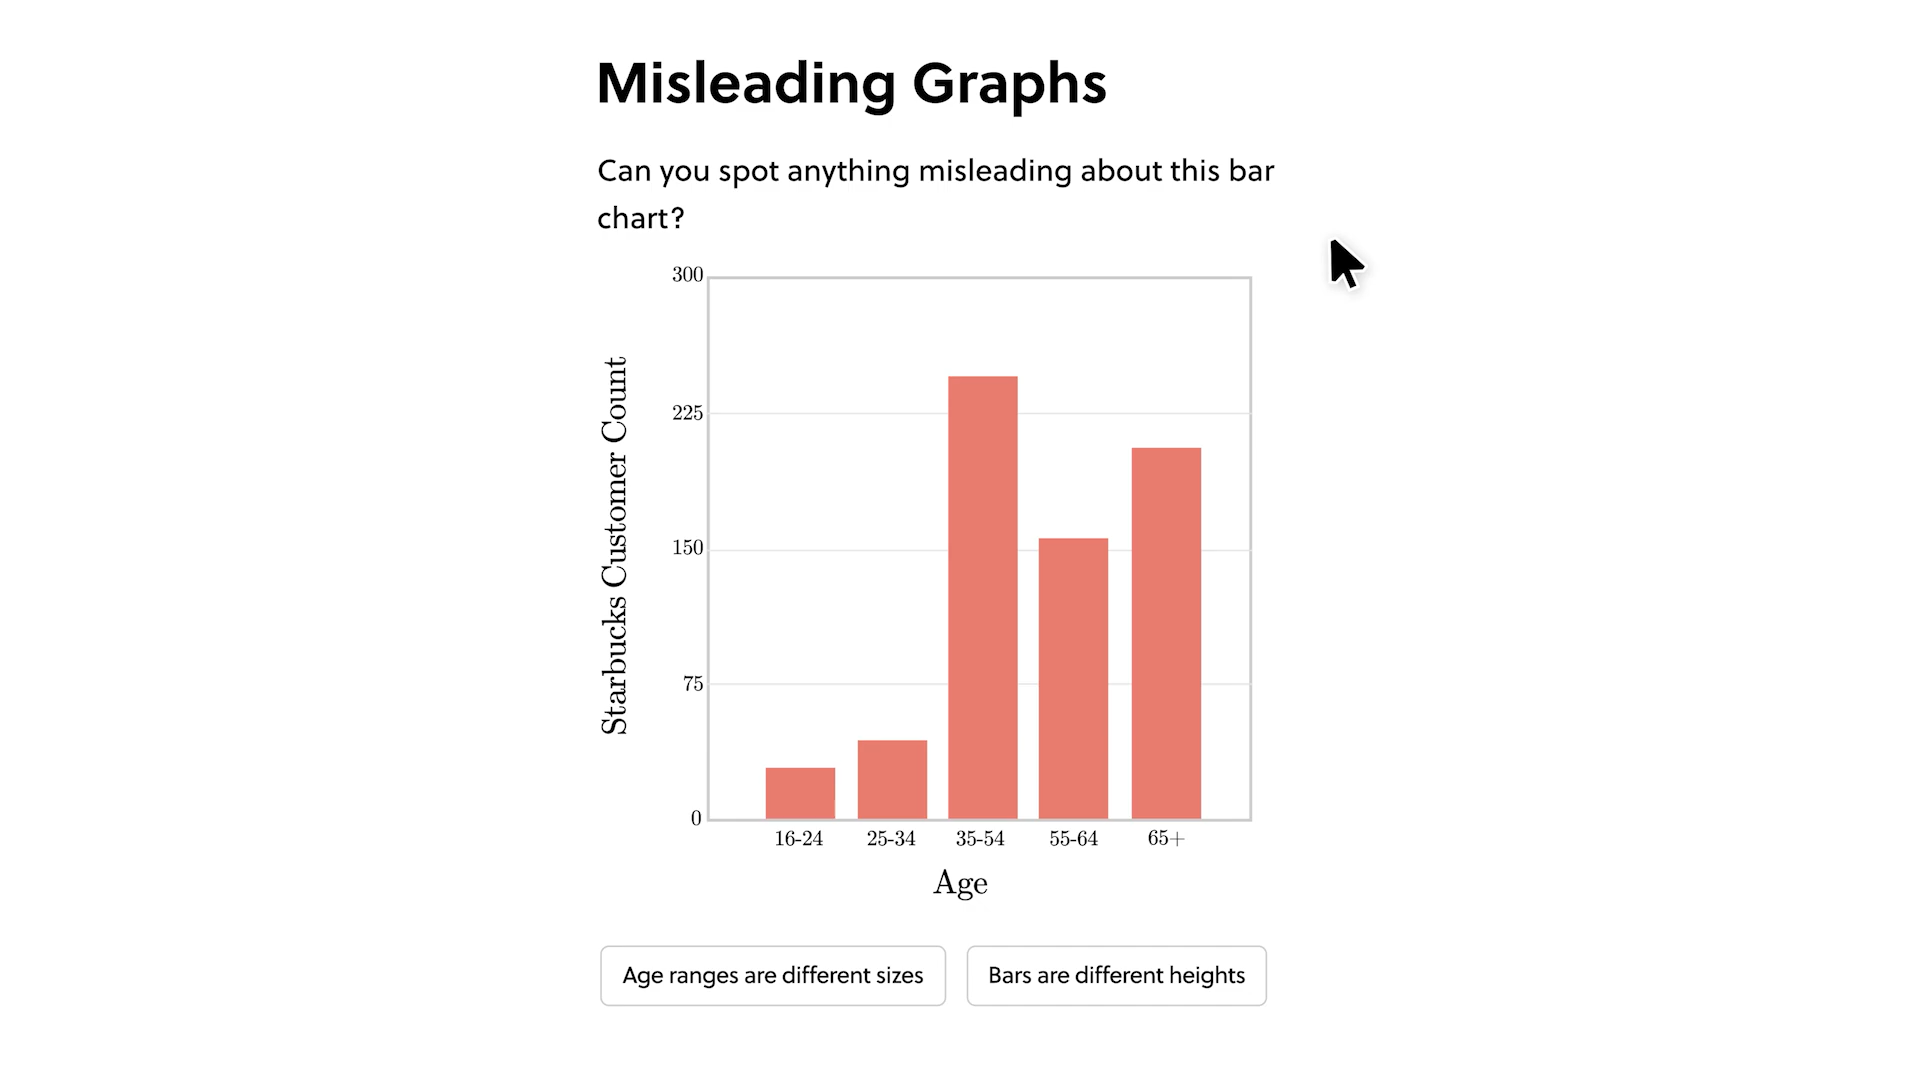 Misleading Graphs
Can you spot anything misleading about this bar
chart?
300
225
150
75
0
Starbucks Customer Count
16-24
25-34
35-54
55-64
65+
Age
Age ranges are different sizes
Bars are different heights